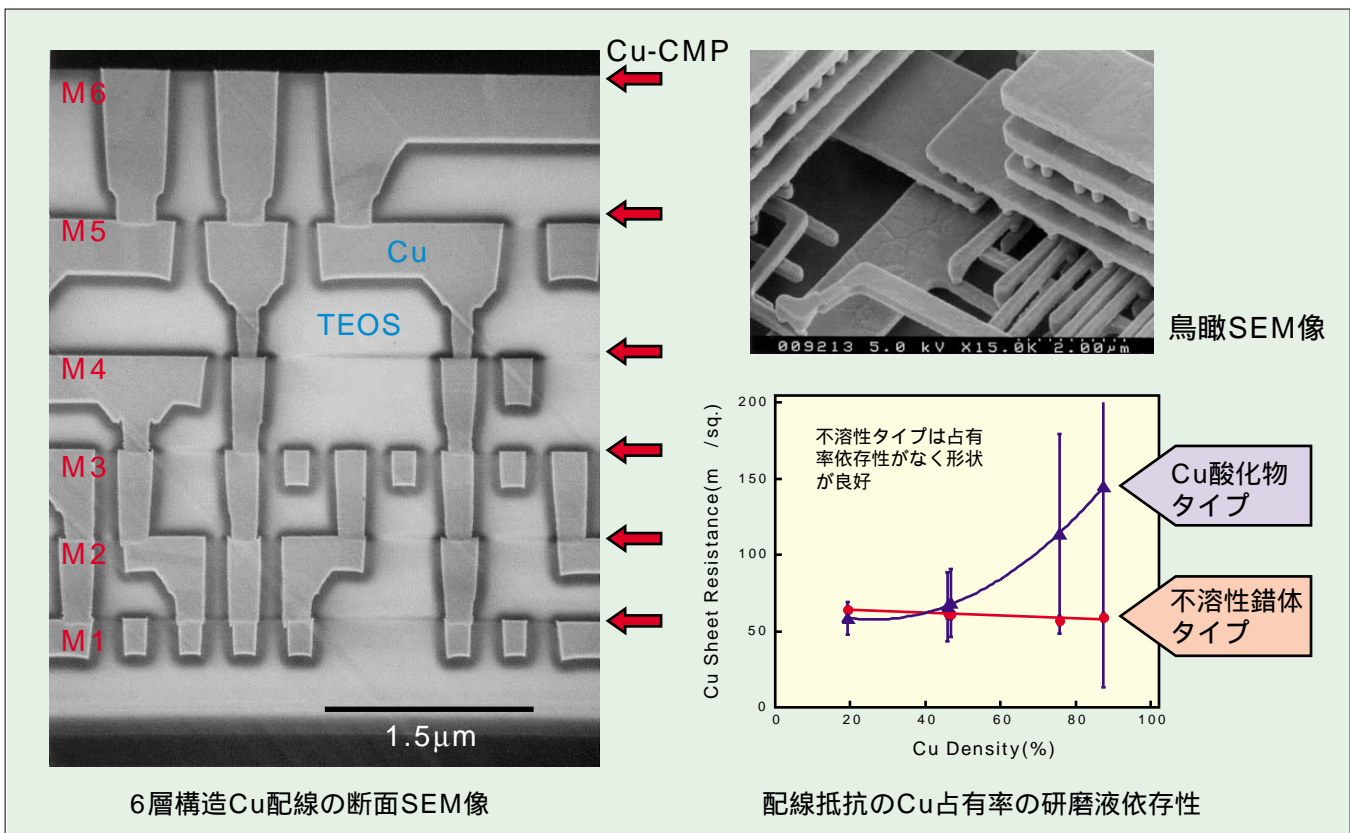 Cu-CMP
M6
M5
Cu
TEOS
M4
M3
M2
M1
1.5μm
6層構造Cu配線の断面SEM像
009213 5.0 kV X15.0K 2.00μm
鳥瞰SEM像
不溶性タイプは占有
率依存性がなく形状
が良好
Cu Sheet Resistance(m /sq.)
200
150
100
50
0
0 20 40 60 80 100
Cu Density(%)
Cu酸化物
タイプ
不溶性錯体
タイプ
配線抵抗のCu占有率の研磨液依存性